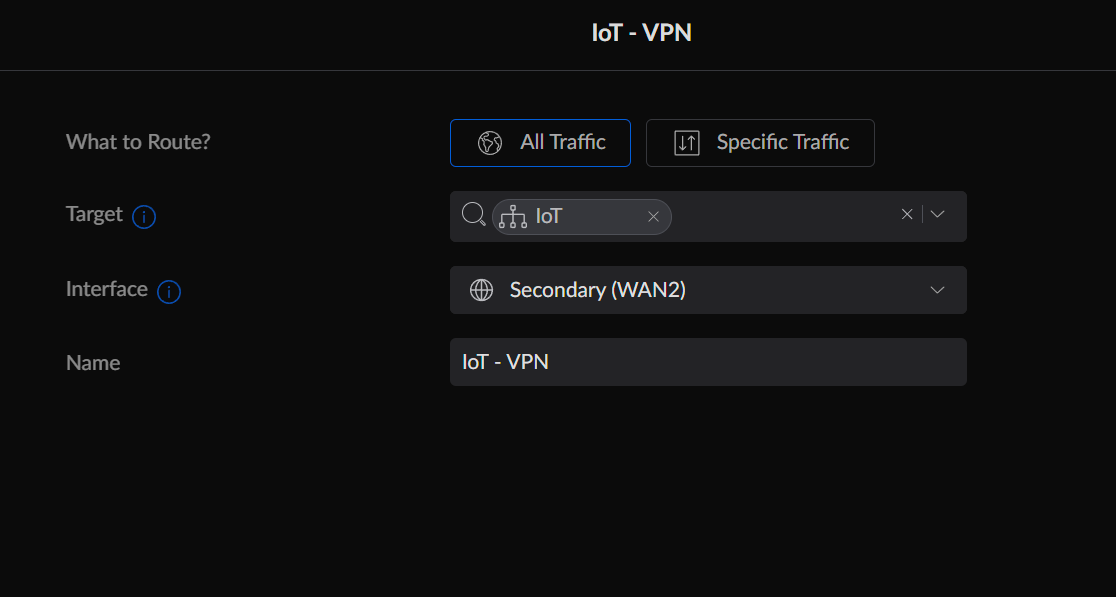 IoT - VPN
What to Route?
All Traffic
Specific Traffic
Target
IoT
Interface
Secondary (WAN2)
Name
IoT - VPN